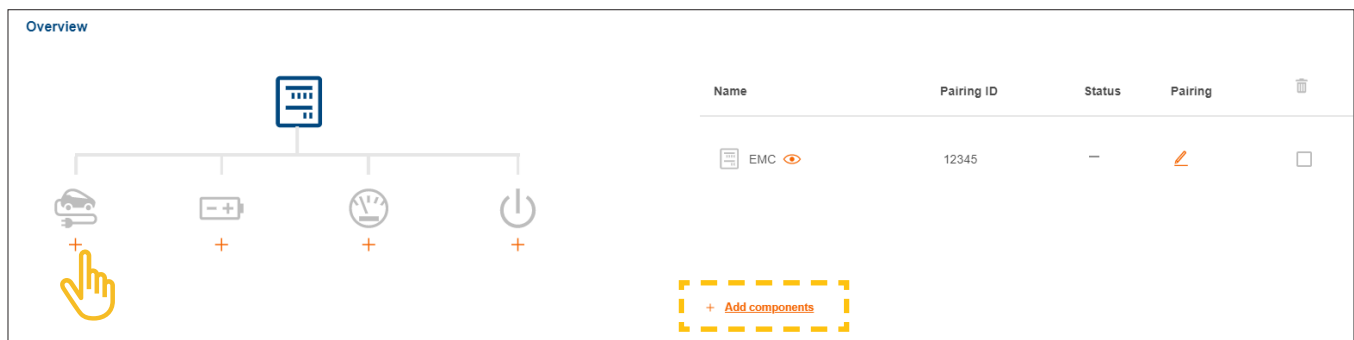 Overview
Name Pairing ID Status Pairing
EMC 12345 –
+ Add components